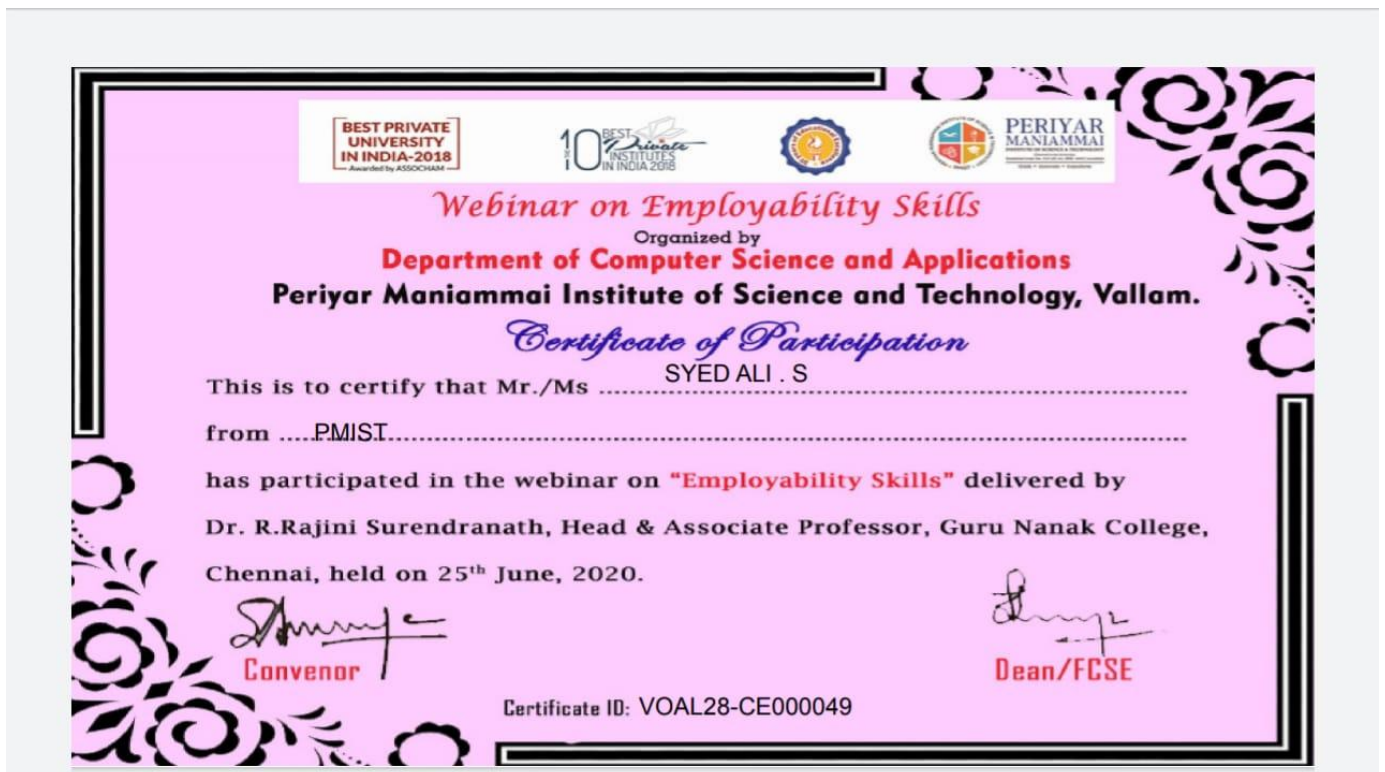 BEST PRIVATE
UNIVERSITY
IN INDIA-2018
Awarded by ASSOCHAM
10 BEST
Private
INSTITUTES
IN INDIA 2018
PERIYAR
MANIAMMAI
INSTITUTE OF SCIENCE & TECHNOLOGY
Webinar on Employability Skills
Organized by
Department of Computer Science and Applications
Periyar Maniammai Institute of Science and Technology, Vallam.
Certificate of Participation
This is to certify that Mr./Ms SYED ALI . S
from PMIST
has participated in the webinar on "Employability Skills" delivered by
Dr. R.Rajini Surendranath, Head & Associate Professor, Guru Nanak College,
Chennai, held on 25th June, 2020.
Convenor
Dean/FCSE
Certificate ID: VOAL28-CE000049